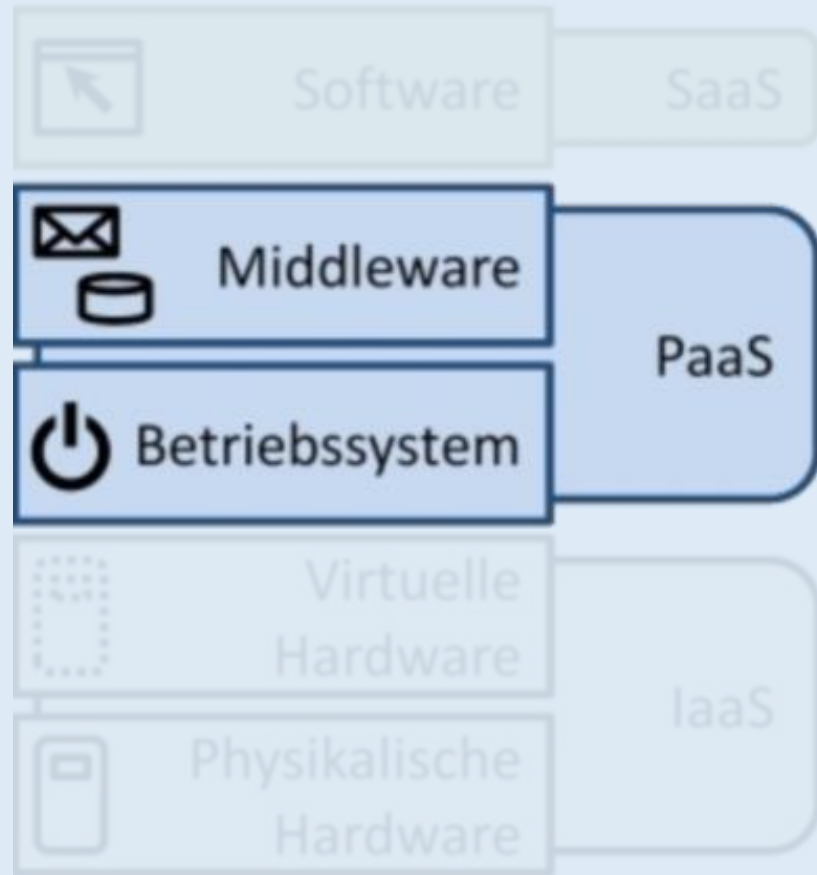 Software
SaaS
Middleware
PaaS
Betriebssystem
Virtuelle
Hardware
IaaS
Physikalische
Hardware